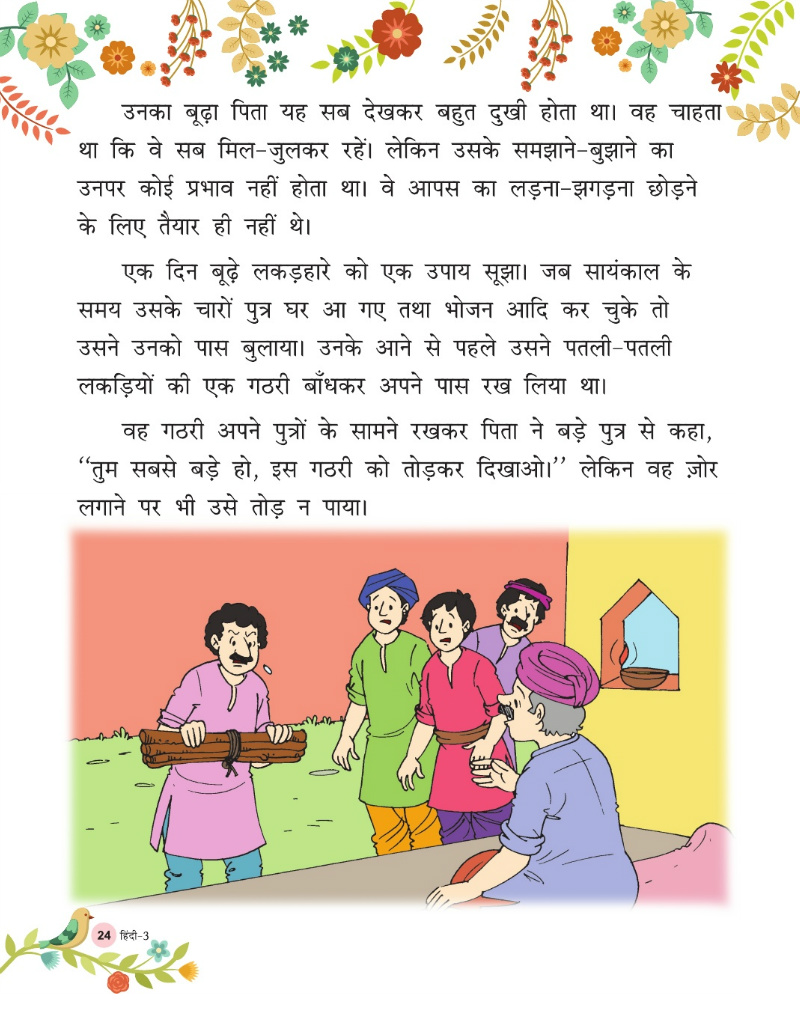 उनका बूढ़ा पिता यह सब देखकर बहुत दुखी होता था। वह चाहता
था कि वे सब मिल-जुलकर रहें। लेकिन उसके समझाने-बुझाने का
उनपर कोई प्रभाव नहीं होता था। वे आपस का लड़ना-झगड़ना छोड़ने
के लिए तैयार ही नहीं थे।
एक दिन बूढ़े लकड़हारे को एक उपाय सूझा। जब सायंकाल के
समय उसके चारों पुत्र घर आ गए तथा भोजन आदि कर चुके तो
उसने उनको पास बुलाया। उनके आने से पहले उसने पतली-पतली
लकड़ियों की एक गठरी बाँधकर अपने पास रख लिया था।
वह गठरी अपने पुत्रों के सामने रखकर पिता ने बड़े पुत्र से कहा,
“तुम सबसे बड़े हो, इस गठरी को तोड़कर दिखाओ।” लेकिन वह ज़ोर
लगाने पर भी उसे तोड़ न पाया।
24 हिंदी-3